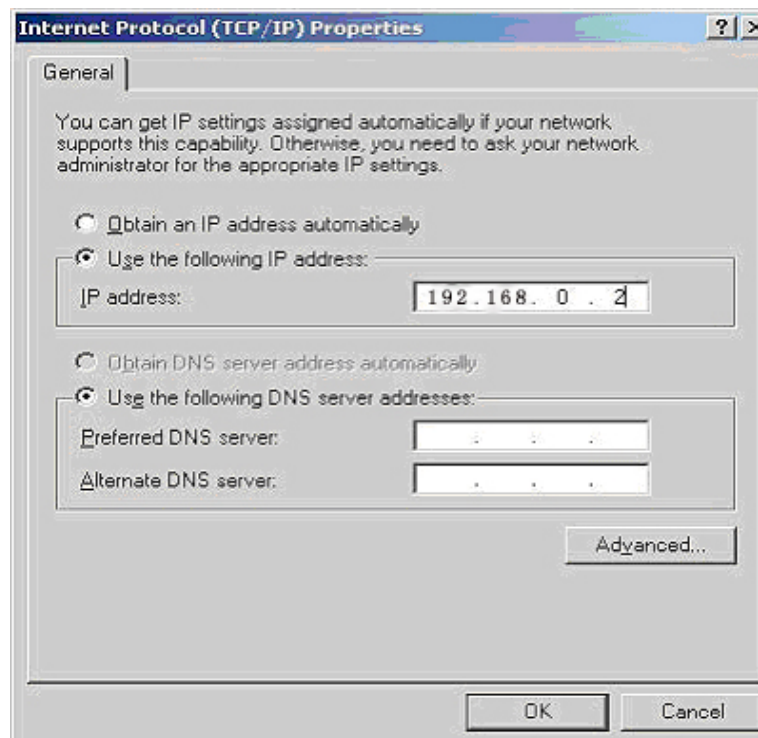 Internet Protocol (TCP/IP) Properties
General
You can get IP settings assigned automatically if your network
supports this capability. Otherwise, you need to ask your network
administrator for the appropriate IP settings.
Obtain an IP address automatically
Use the following IP address:
IP address: 192.168. 0 . 2
Obtain DNS server address automatically
Use the following DNS server addresses:
Preferred DNS server: . . .
Alternate DNS server: . . .
Advanced...
OK Cancel